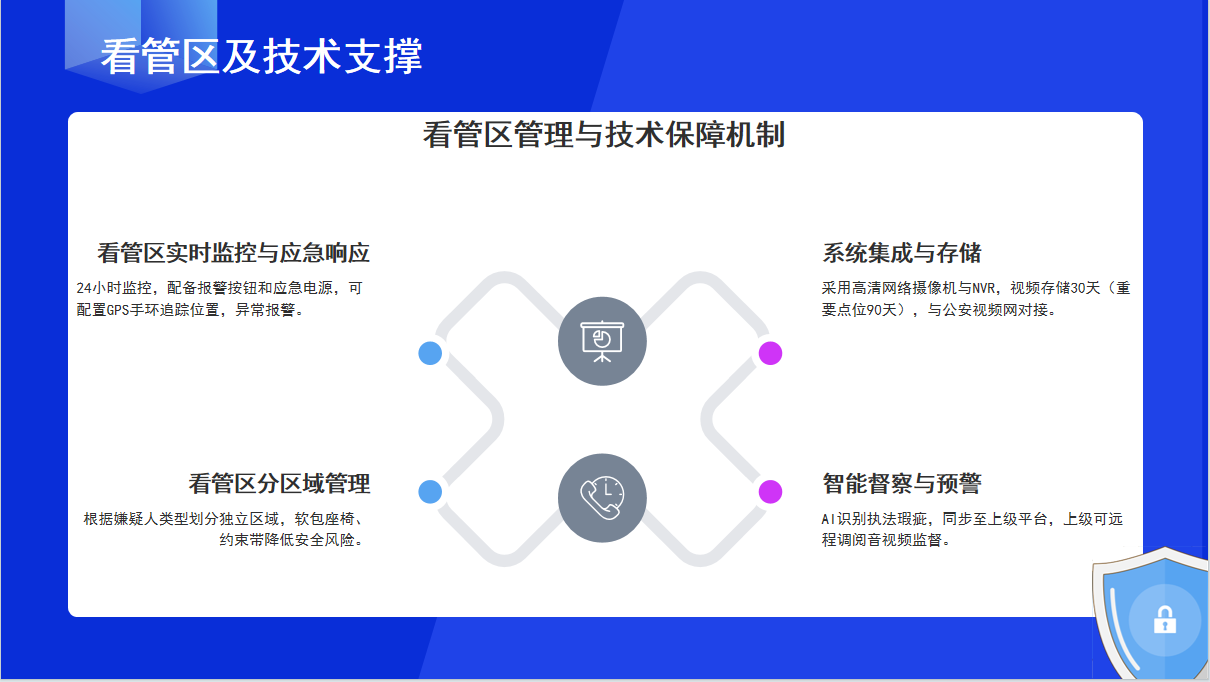 看管区及技术支撑
看管区管理与技术保障机制
看管区实时监控与应急响应
24小时监控，配备报警按钮和应急电源，可
配置GPS手环追踪位置，异常报警。
系统集成与存储
采用高清网络摄像机与NVR，视频存储30天（重
要点位90天），与公安视频网对接。
看管区分区域管理
根据嫌疑人类型划分独立区域，软包座椅、
约束带降低安全风险。
智能督察与预警
AI识别执法瑕疵，同步至上级平台，上级可远
程调阅音视频监督。